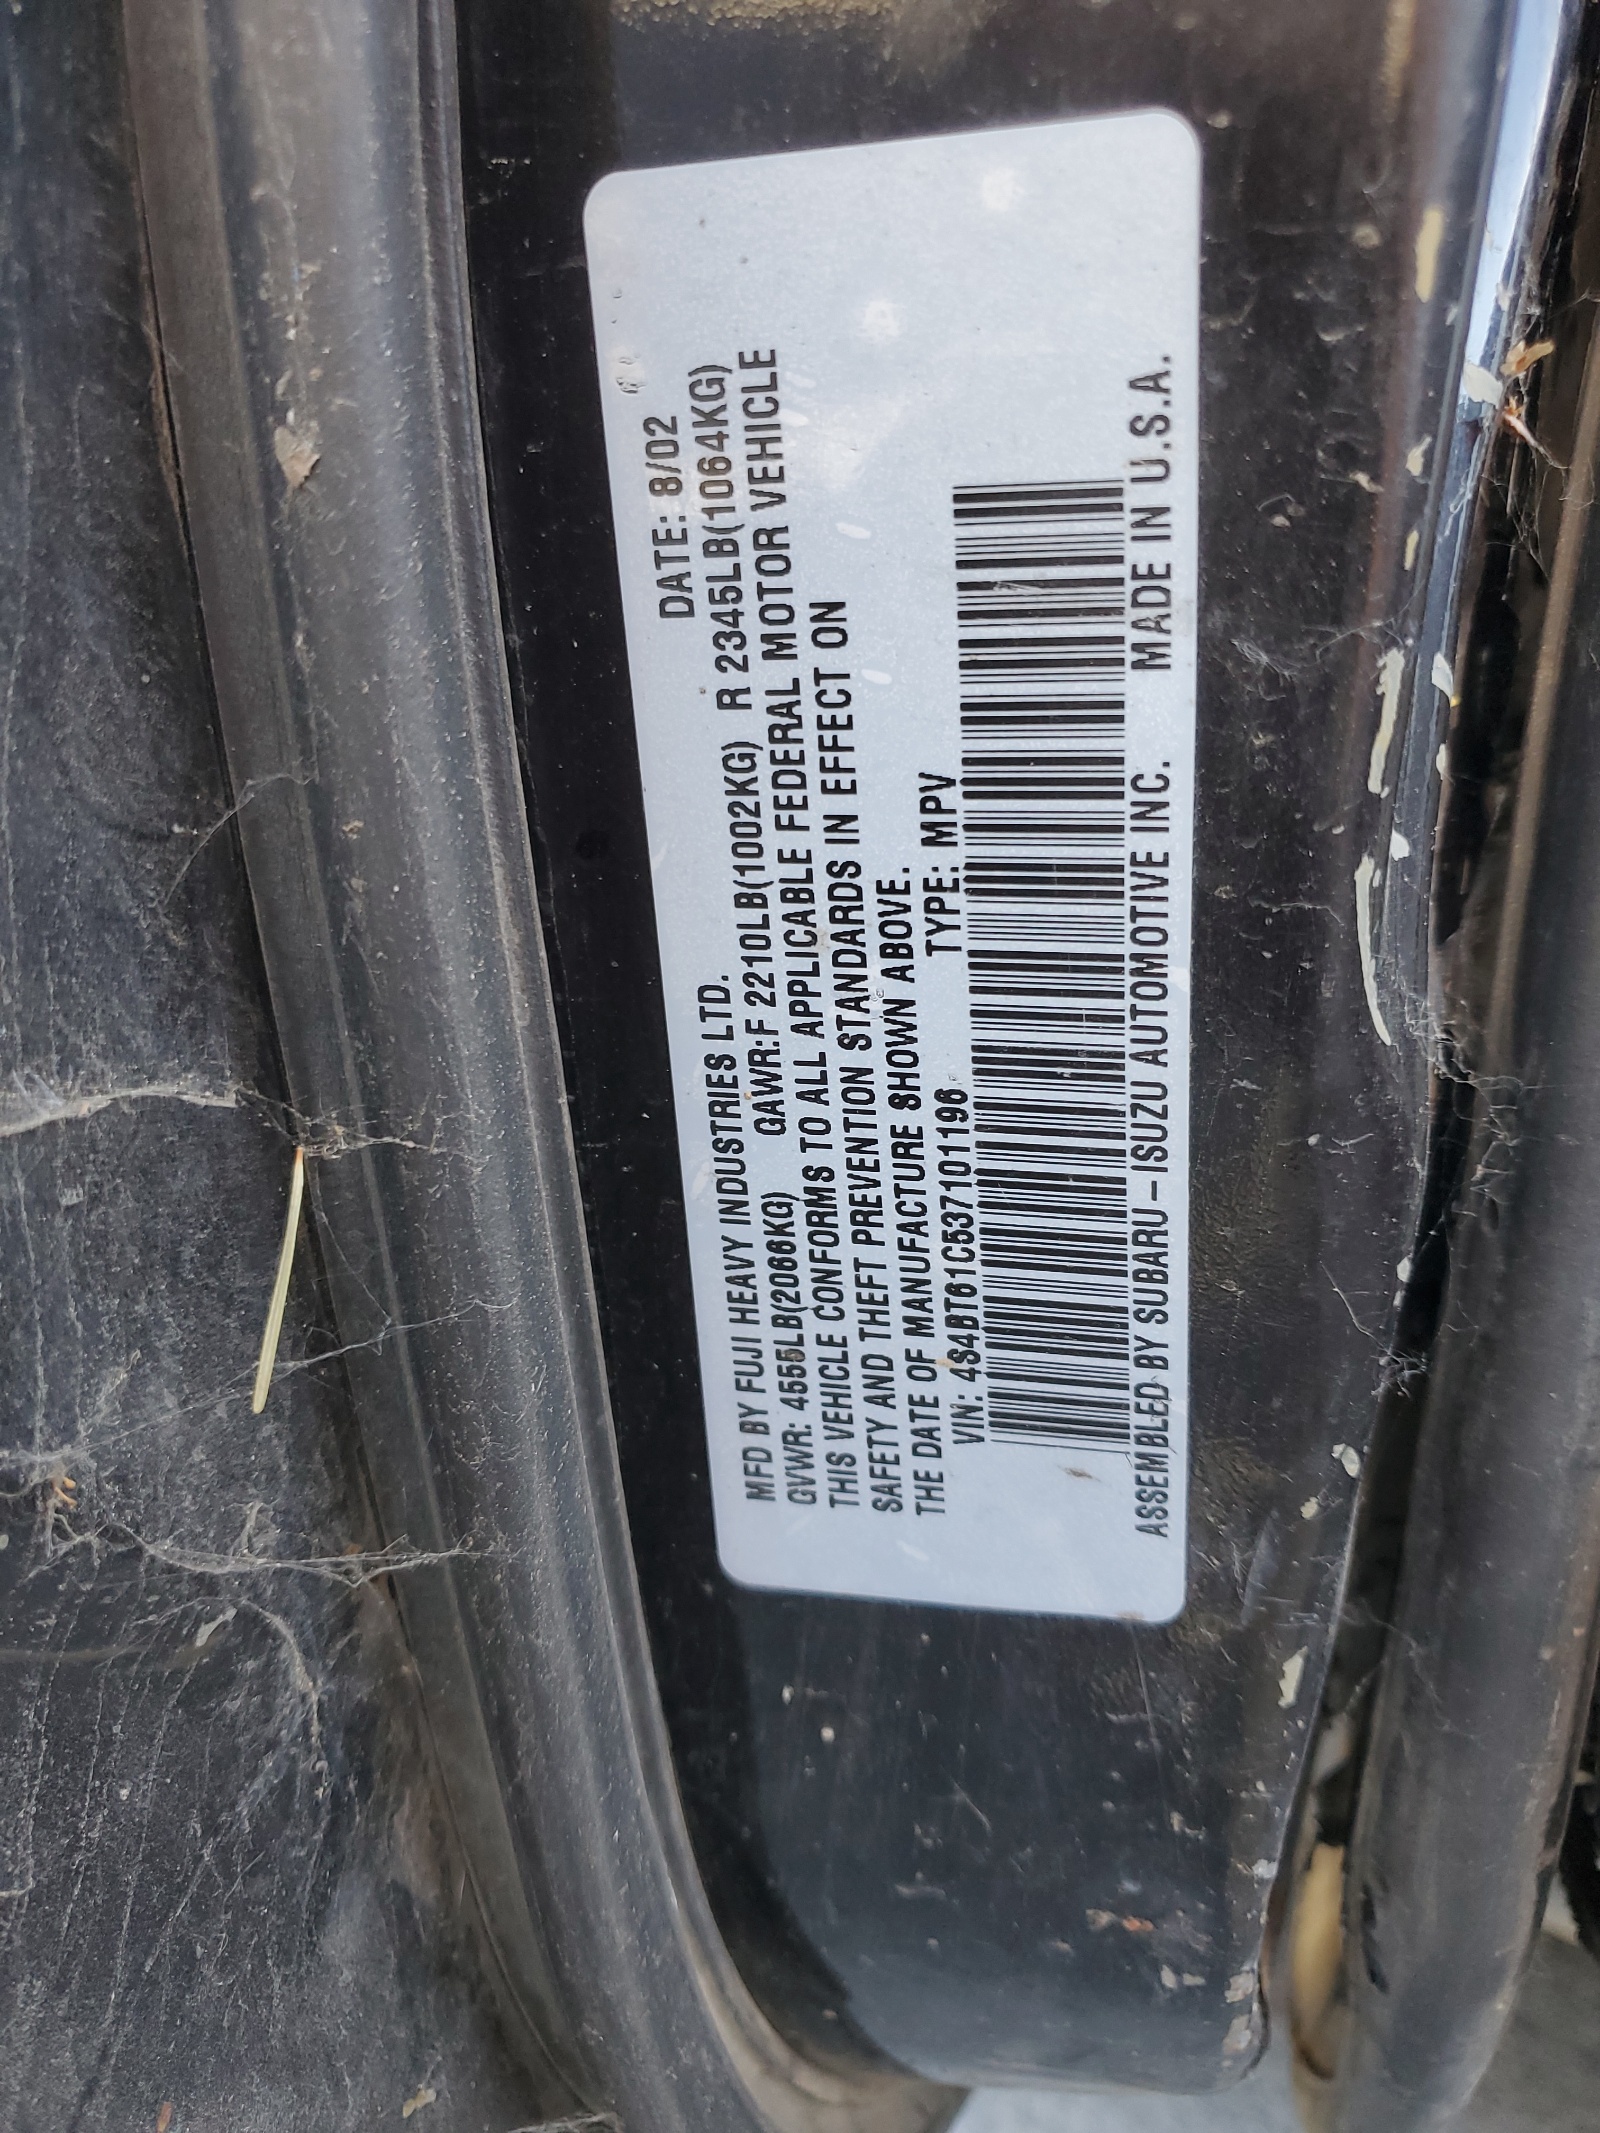 MFD BY FUJI HEAVY INDUSTRIES LTD. DATE: 8/02
GVWR: 4555LB(2066KG) GAWR:F 2210LB(1002KG) R 2345LB(1064KG)
THIS VEHICLE CONFORMS TO ALL APPLICABLE FEDERAL MOTOR VEHICLE
SAFETY AND THEFT PREVENTION STANDARDS IN EFFECT ON
THE DATE OF MANUFACTURE SHOWN ABOVE.
VIN: 4S4BT61C537101196 TYPE: MPV
ASSEMBLED BY SUBARU-ISUZU AUTOMOTIVE INC. MADE IN U.S.A.